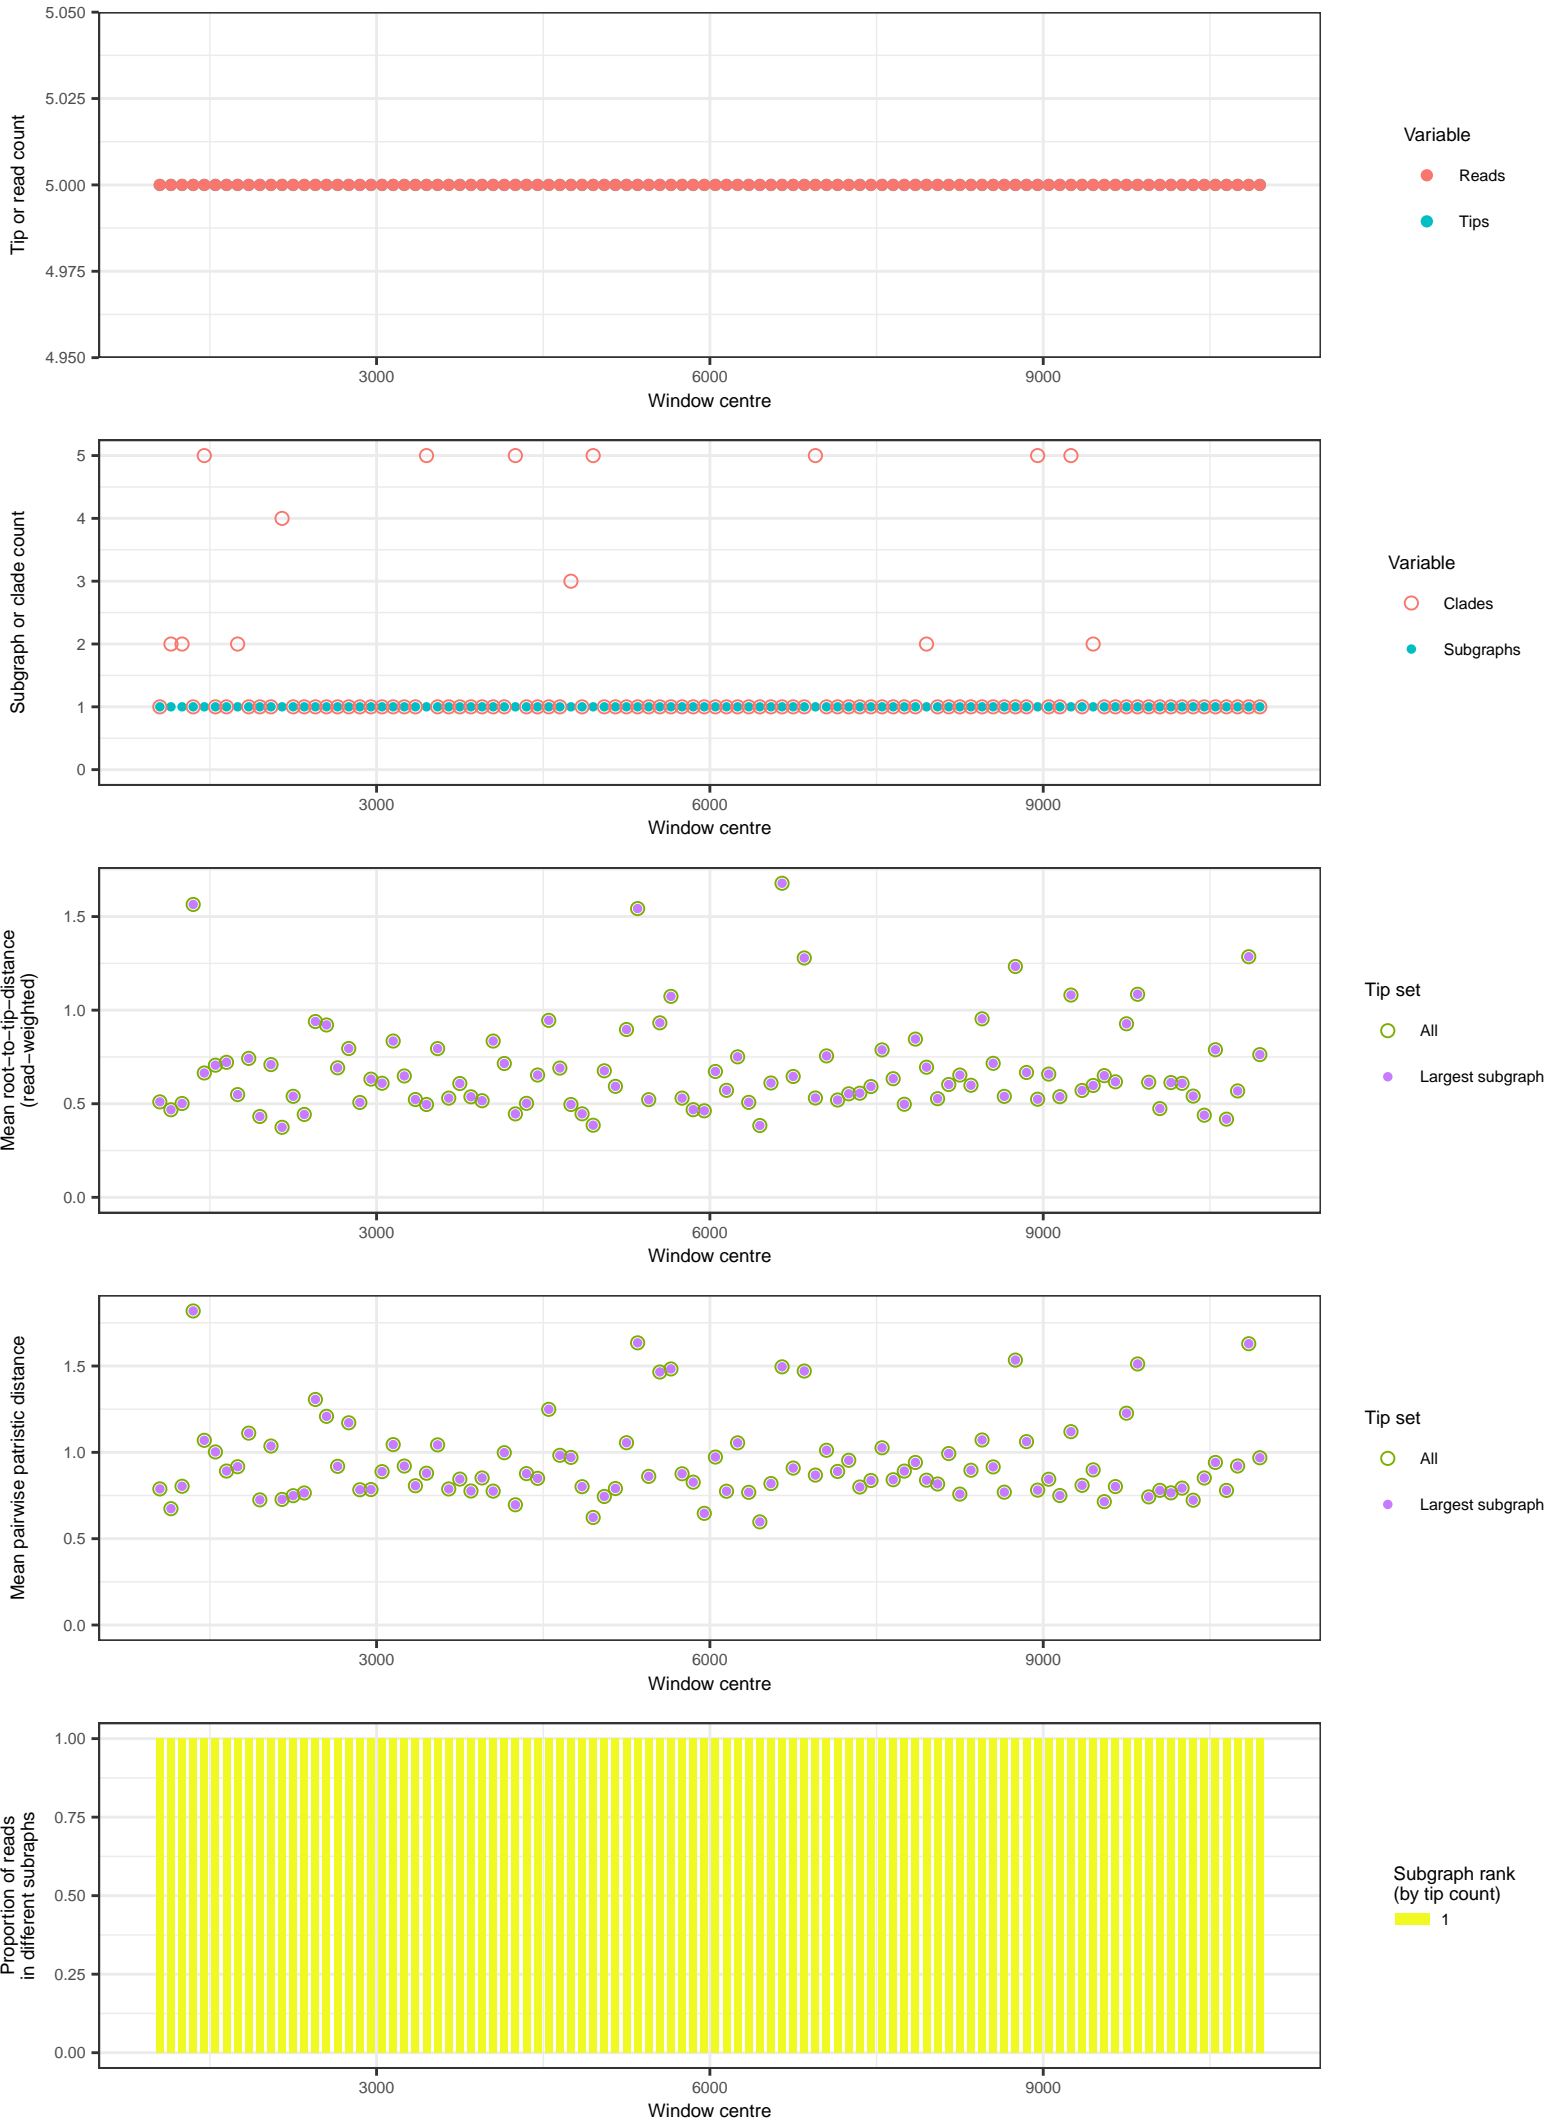 5.050
5.025
5.000
4.975
4.950
Tip or read count
3000
6000
9000
Window centre
Variable
Reads
Tips
5
4
3
2
1
0
Subgraph or clade count
3000
6000
9000
Window centre
Variable
Clades
Subgraphs
1.5
1.0
0.5
0.0
Mean root−to−tip−distance
(read−weighted)
3000
6000
9000
Window centre
Tip set
All
Largest subgraph
1.5
1.0
0.5
0.0
Mean pairwise patristic distance
3000
6000
9000
Window centre
Tip set
All
Largest subgraph
1.00
0.75
0.50
0.25
0.00
Proportion of reads
in different subraphs
3000
6000
9000
Window centre
Subgraph rank
(by tip count)
1